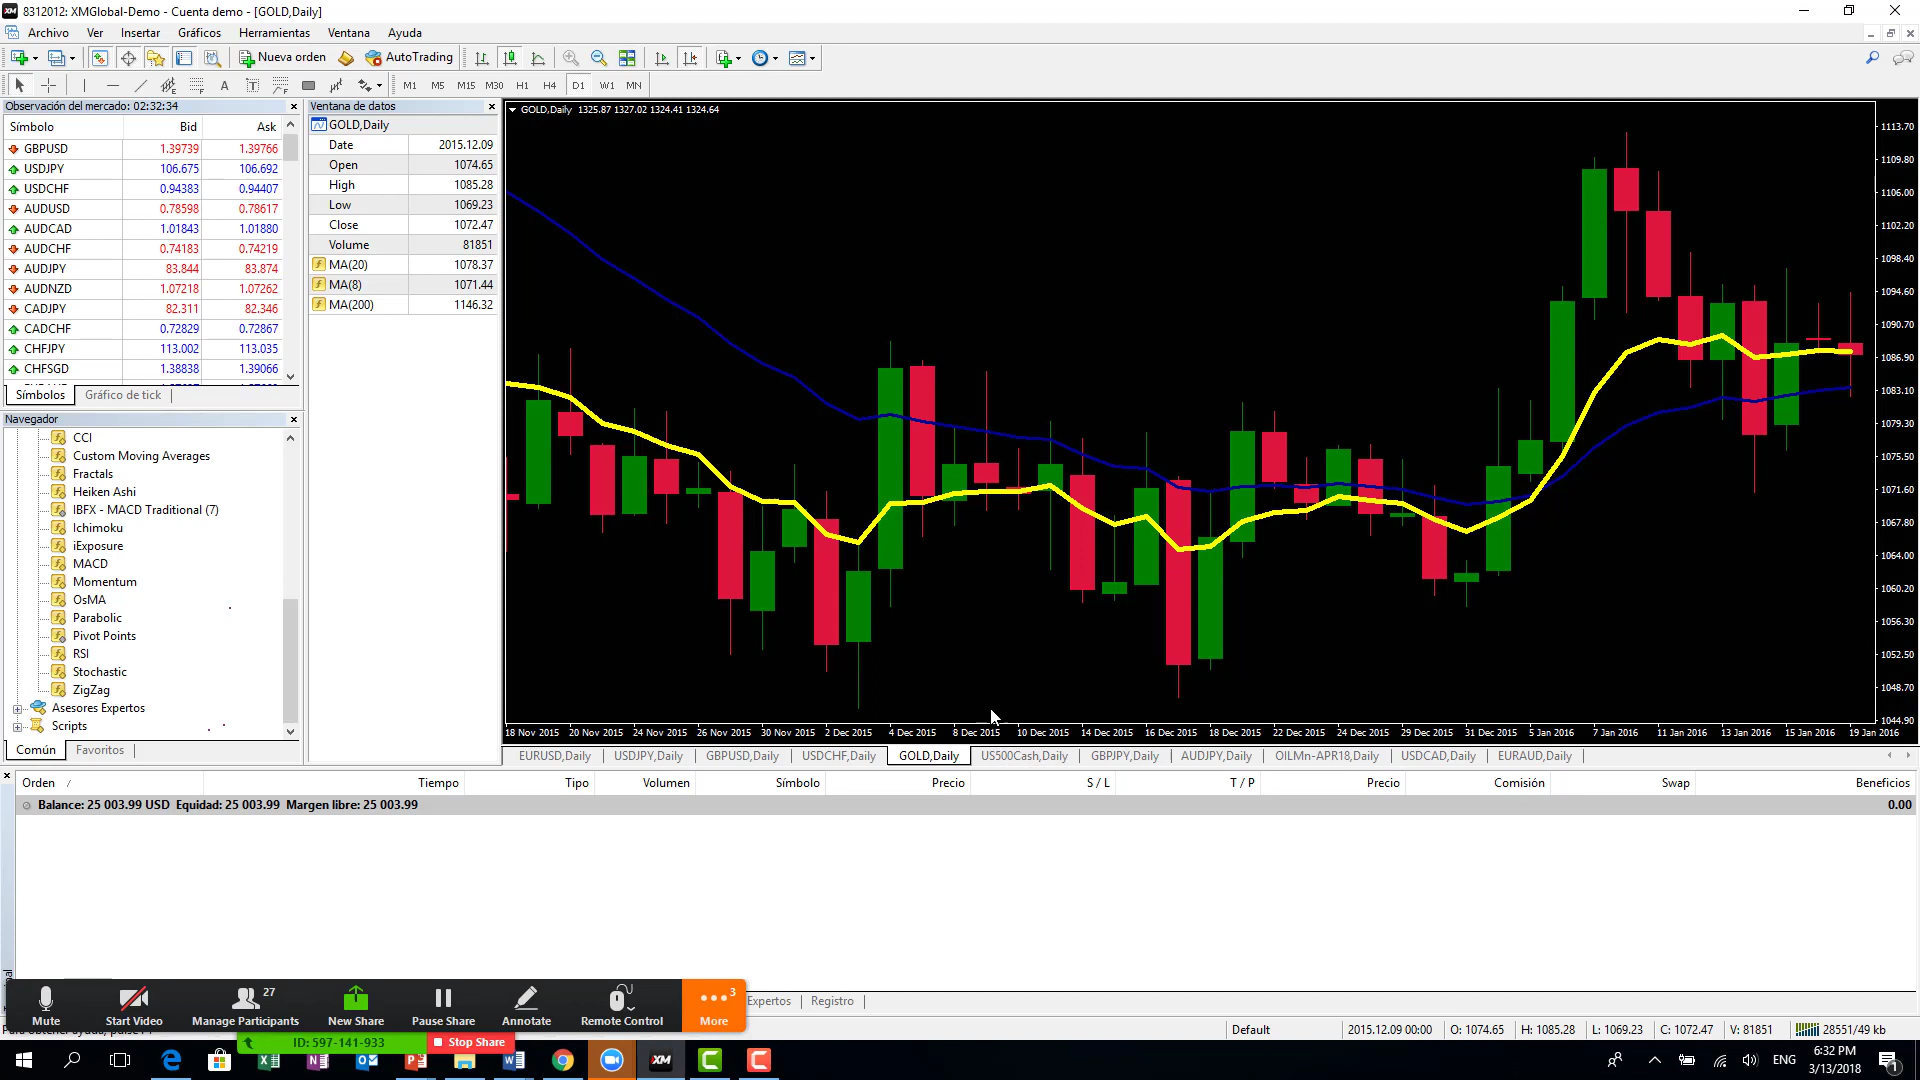 8312012: XMGlobal-Demo - Cuenta demo - [GOLD,Daily]
Archivo Ver Insertar Gráficos Herramientas Ventana Ayuda
Nueva orden AutoTrading
A T M1 M5 M15 M30 H1 H4 D1 W1 MN
Observación del mercado: 02:32:34
Símbolo Bid Ask
GBPUSD 1.39739 1.39766
USDJPY 106.675 106.692
USDCHF 0.94383 0.94407
AUDUSD 0.78598 0.78617
AUDCAD 1.01843 1.01880
AUDCHF 0.74183 0.74219
AUDJPY 83.844 83.874
AUDNZD 1.07218 1.07262
CADJPY 82.311 82.346
CADCHF 0.72829 0.72867
CHFJPY 113.002 113.035
CHFSGD 1.38838 1.39066
Símbolos Gráfico de tick
Navegador
CCI
Custom Moving Averages
Fractals
Heiken Ashi
IBFX - MACD Traditional (7)
Ichimoku
iExposure
MACD
Momentum
OsMA
Parabolic
Pivot Points
RSI
Stochastic
ZigZag
Asesores Expertos
Scripts
Común Favoritos
Ventana de datos
GOLD,Daily
Date 2015.12.09
Open 1074.65
High 1085.28
Low 1069.23
Close 1072.47
Volume 81851
MA(20) 1078.37
MA(8) 1071.44
MA(200) 1146.32
GOLD,Daily 1325.87 1327.02 1324.41 1324.64
1113.70
1109.80
1106.00
1102.20
1098.40
1094.60
1090.70
1086.90
1083.10
1079.30
1075.50
1071.60
1067.80
1064.00
1060.20
1056.30
1052.50
1048.70
1044.90
18 Nov 2015 20 Nov 2015 24 Nov 2015 26 Nov 2015 30 Nov 2015 2 Dec 2015 4 Dec 2015 8 Dec 2015 10 Dec 2015 14 Dec 2015 16 Dec 2015 18 Dec 2015 22 Dec 2015 24 Dec 2015 29 Dec 2015 31 Dec 2015 5 Jan 2016 7 Jan 2016 11 Jan 2016 13 Jan 2016 15 Jan 2016 19 Jan 2016
EURUSD,Daily USDJPY,Daily GBPUSD,Daily USDCHF,Daily GOLD,Daily US500Cash,Daily GBPJPY,Daily AUDJPY,Daily OILMn-APR18,Daily USDCAD,Daily EURAUD,Daily
Orden / Tiempo Tipo Volumen Símbolo Precio S / L T / P Precio Comisión Swap Beneficios
Balance: 25 003.99 USD Equidad: 25 003.99 Margen libre: 25 003.99 0.00
Expertos Registro
27 3
Mute Start Video Manage Participants New Share Pause Share Annotate Remote Control More
ID: 597-141-933 Stop Share
Default 2015.12.09 00:00 O: 1074.65 H: 1085.28 L: 1069.23 C: 1072.47 V: 81851 28551/49 kb
XM ENG 6:32 PM
3/13/2018 1